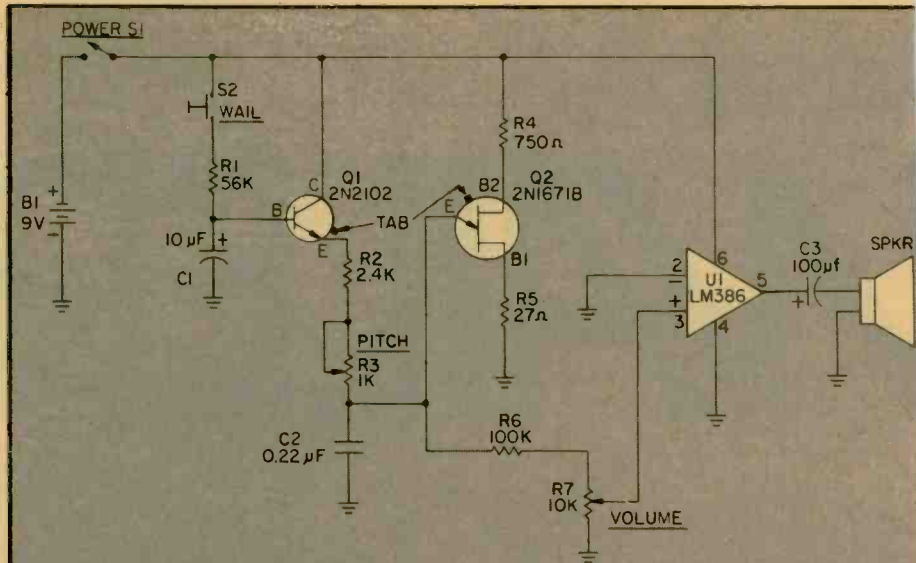 POWER S1
S2
WAIL
R1
56K
B1
9V
+
-
10 µF +
C1
Q1
2N2102
B
C
E
TAB
R2
2.4K
PITCH
R3
1K
C2
0.22 µF
R4
750Ω
Q2
2N1671B
B2
E
B1
R5
27Ω
R6
100K
R7
10K
VOLUME
2
-
+
3
6
U1
LM386
4
5
C3
100µf
+
SPKR